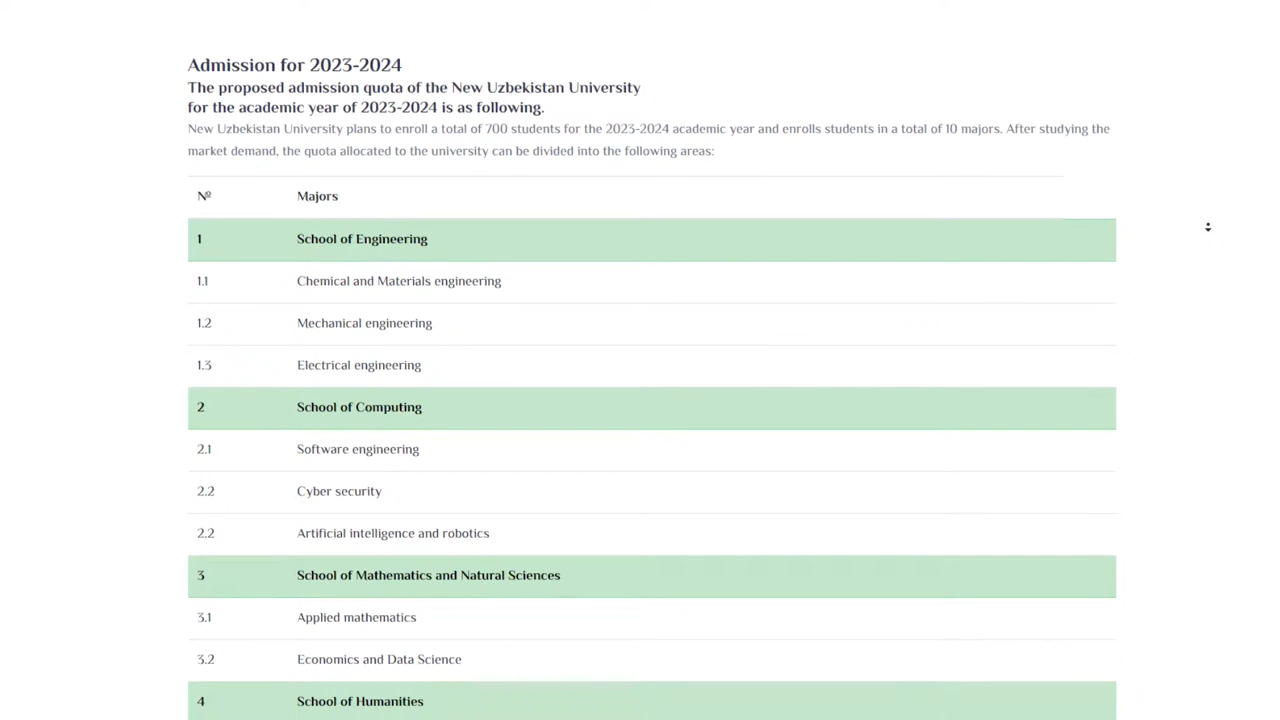 Admission for 2023-2024
The proposed admission quota of the New Uzbekistan University
for the academic year of 2023-2024 is as following.
New Uzbekistan University plans to enroll a total of 700 students for the 2023-2024 academic year and enrolls students in a total of 10 majors. After studying the
market demand, the quota allocated to the university can be divided into the following areas:
№ Majors
1 School of Engineering
1.1 Chemical and Materials engineering
1.2 Mechanical engineering
1.3 Electrical engineering
2 School of Computing
2.1 Software engineering
2.2 Cyber security
2.2 Artificial intelligence and robotics
3 School of Mathematics and Natural Sciences
3.1 Applied mathematics
3.2 Economics and Data Science
4 School of Humanities